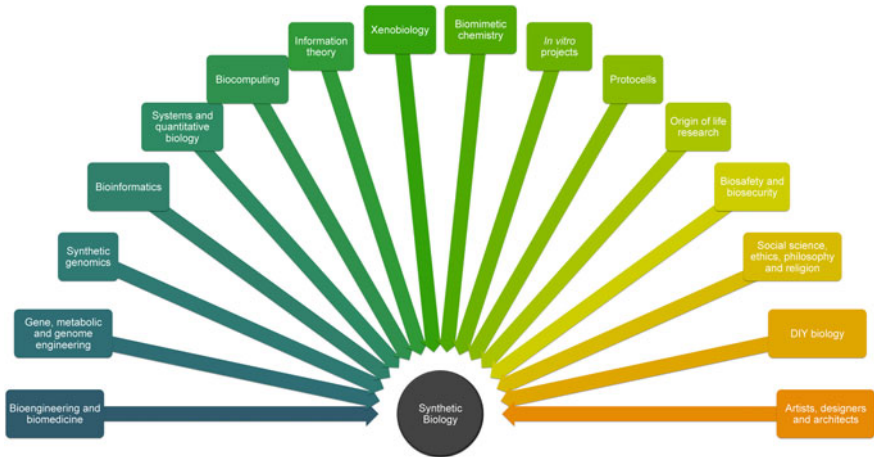 Bioengineering and
biomedicine
Gene, metabolic
and genome
engineering
Synthetic
genomics
Bioinformatics
Systems and
quantitative
biology
Biocomputing
Information
theory
Xenobiology
Biomimetic
chemistry
In vitro
projects
Protocells
Origin of life
research
Biosafety and
biosecurity
Social science,
ethics, philosophy
and religion
DIY biology
Artists, designers
and architects
Synthetic
Biology